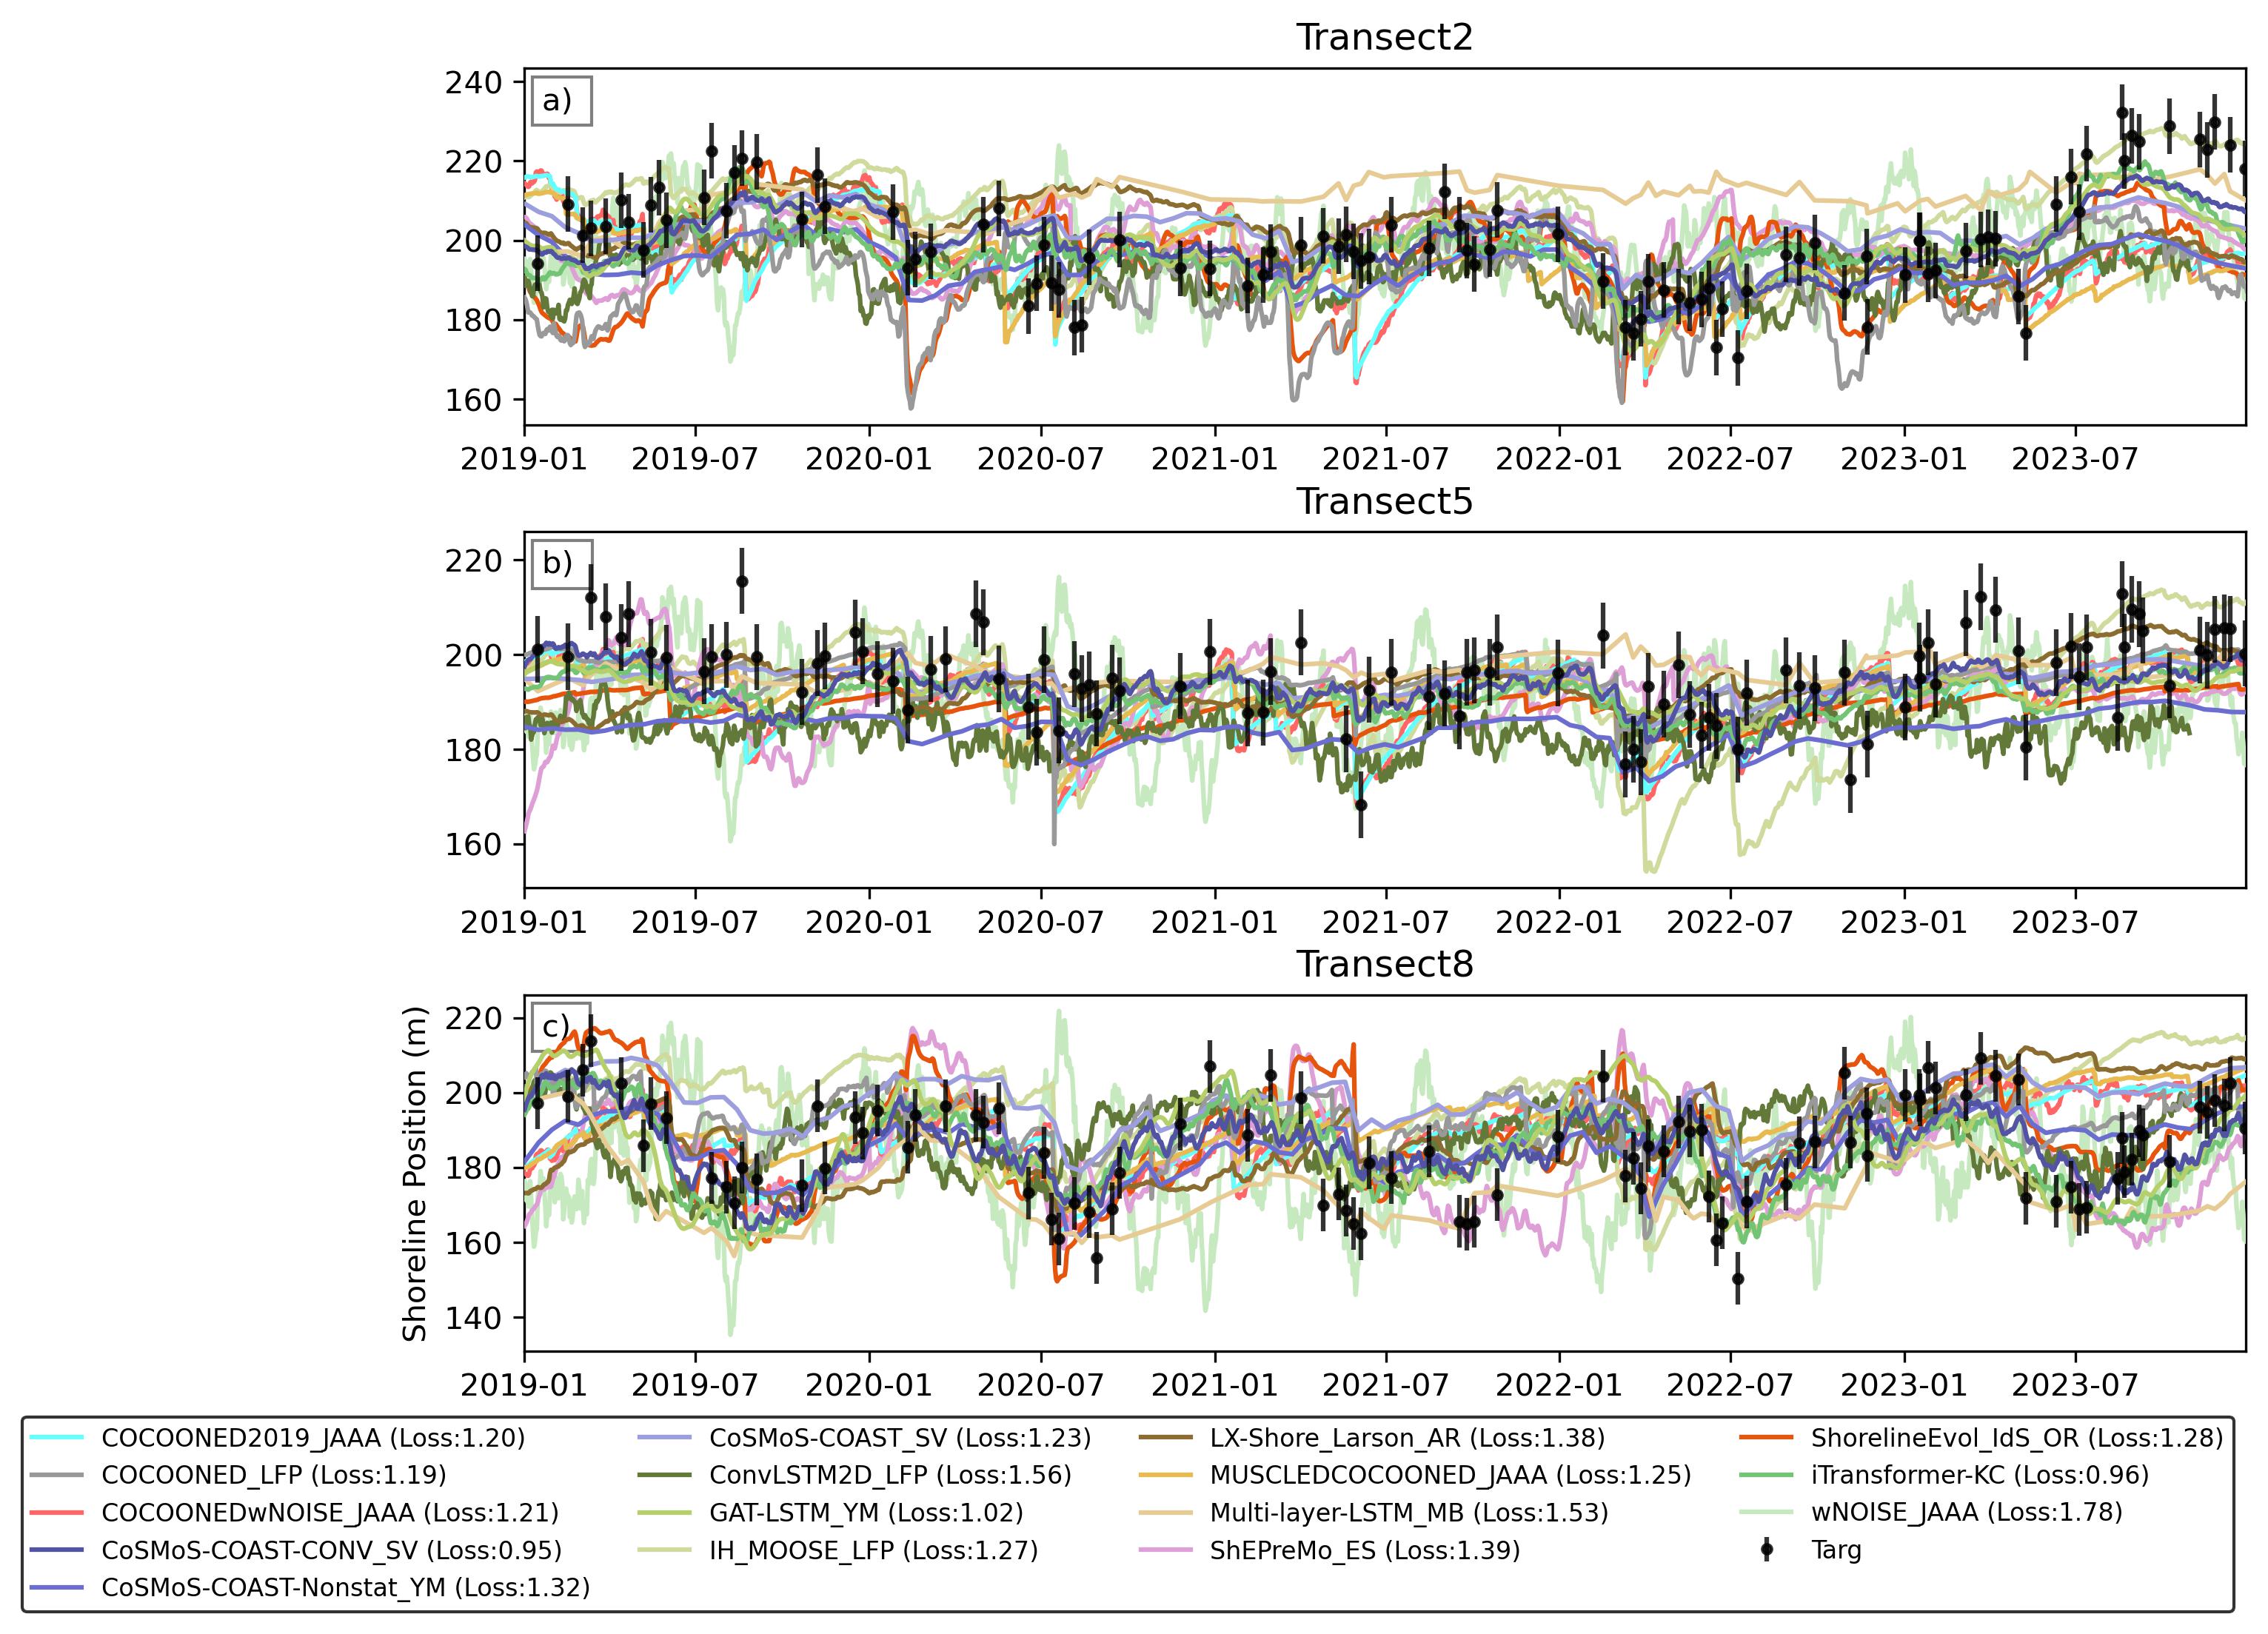 Transect2
a)
240
220
200
180
160
2019-01 2019-07 2020-01 2020-07 2021-01 2021-07 2022-01 2022-07 2023-01 2023-07
Transect5
b)
220
200
180
160
2019-01 2019-07 2020-01 2020-07 2021-01 2021-07 2022-01 2022-07 2023-01 2023-07
Transect8
c)
Shoreline Position (m)
220
200
180
160
140
2019-01 2019-07 2020-01 2020-07 2021-01 2021-07 2022-01 2022-07 2023-01 2023-07
COCOONED2019_JAAA (Loss:1.20)
COCOONED_LFP (Loss:1.19)
COCOONEDwNOISE_JAAA (Loss:1.21)
CoSMoS-COAST-CONV_SV (Loss:0.95)
CoSMoS-COAST-Nonstat_YM (Loss:1.32)
CoSMoS-COAST_SV (Loss:1.23)
ConvLSTM2D_LFP (Loss:1.56)
GAT-LSTM_YM (Loss:1.02)
IH_MOOSE_LFP (Loss:1.27)
LX-Shore_Larson_AR (Loss:1.38)
MUSCLEDCOCOONED_JAAA (Loss:1.25)
Multi-layer-LSTM_MB (Loss:1.53)
ShEPreMo_ES (Loss:1.39)
ShorelineEvol_IdS_OR (Loss:1.28)
iTransformer-KC (Loss:0.96)
wNOISE_JAAA (Loss:1.78)
Targ